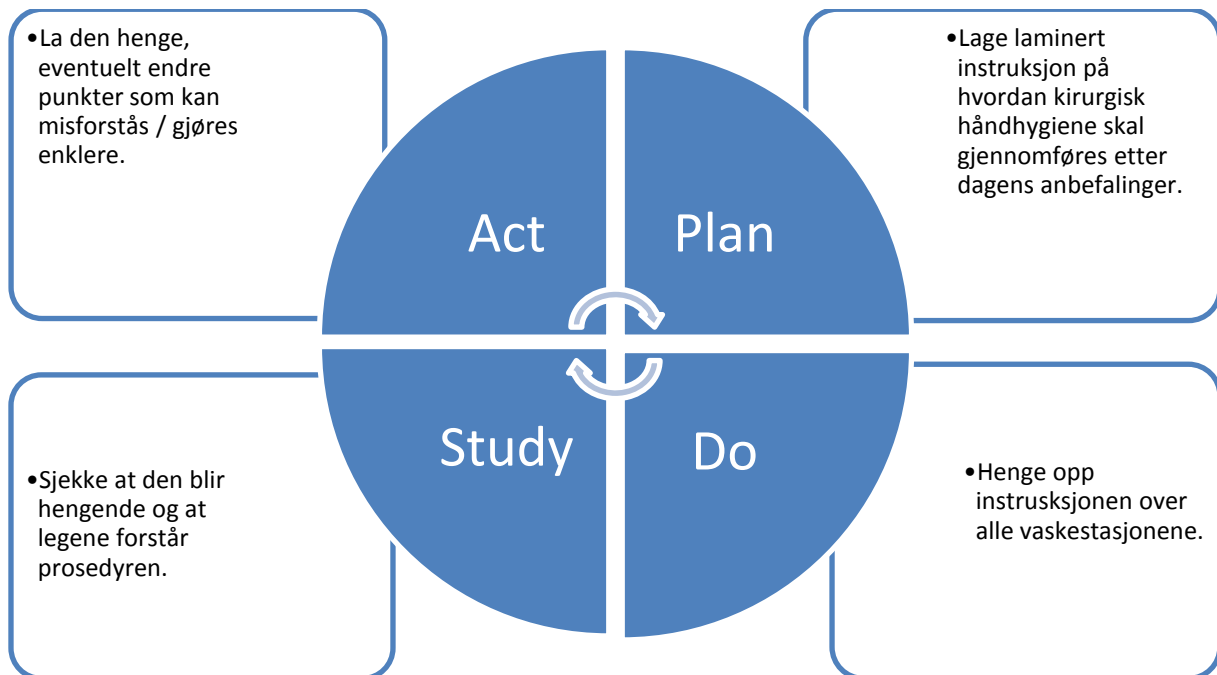 •La den henge,
eventuelt endre
punkter som kan
misforstås / gjøres
enklere.
•Lage laminert
instruksjon på
hvordan kirurgisk
håndhygiene skal
gjennomføres etter
dagens anbefalinger.
Act
Plan
Study
Do
•Sjekke at den blir
hengende og at
legene forstår
prosedyren.
•Henge opp
instrusksjonen over
alle vaskestasjonene.